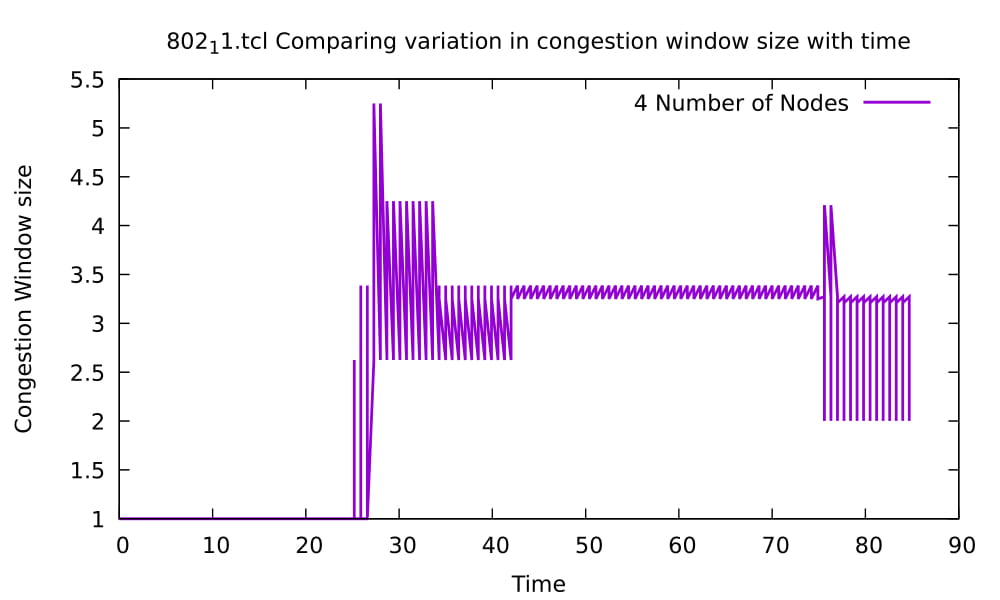 802₁1.tcl Comparing variation in congestion window size with time
4 Number of Nodes
Congestion Window size
5.5
5
4.5
4
3.5
3
2.5
2
1.5
1
0 10 20 30 40 50 60 70 80 90
Time